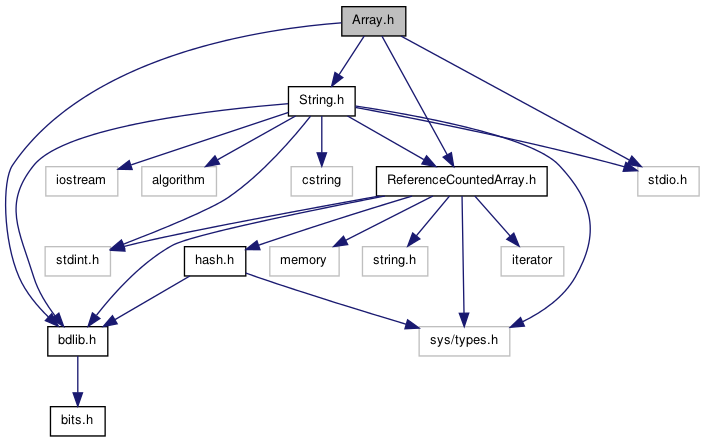 Array.h
String.h
iostream
algorithm
cstring
ReferenceCountedArray.h
stdio.h
stdint.h
hash.h
memory
string.h
iterator
bdlib.h
sys/types.h
bits.h